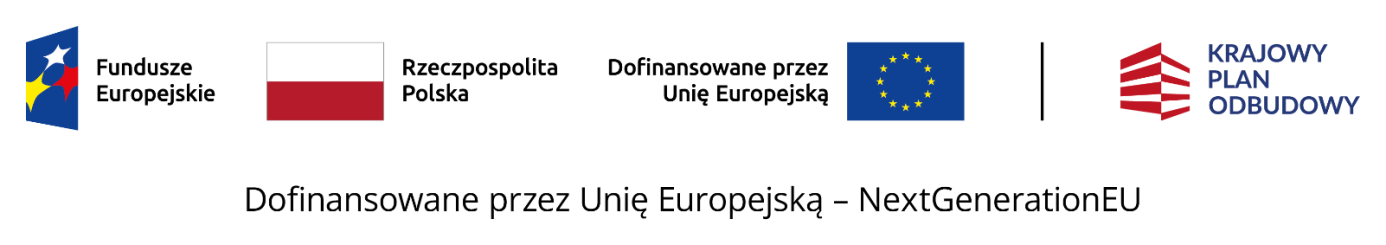 Fundusze
Europejskie
Rzeczpospolita
Polska
Dofinansowane przez
Unię Europejską
KRAJOWY
PLAN
ODBUDOWY
Dofinansowane przez Unię Europejską – NextGenerationEU